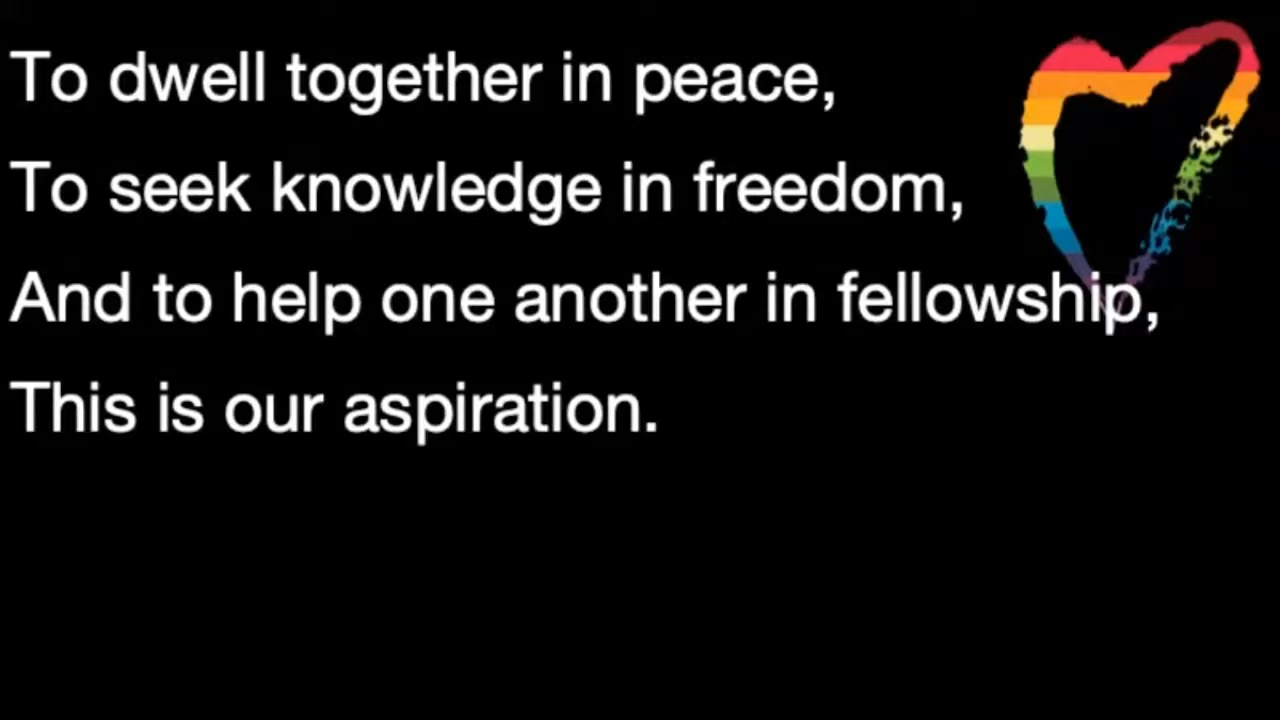 To dwell together in peace,
To seek knowledge in freedom,
And to help one another in fellowship,
This is our aspiration.